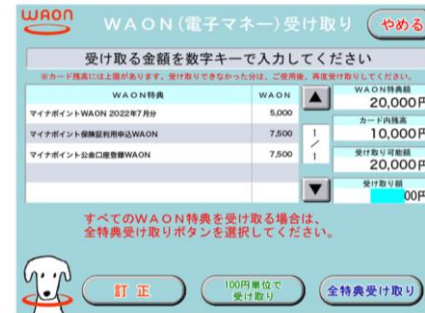 WAON
WAON(電子マネー)受け取り
やめる
受け取る金額を数字キーで入力してください
※カード残高には上限があります。受け取りできなかった分は、ご使用後、再度受け取りしてください。
WAON特典 WAON
マイナポイントWAON 2022年7月分 5,000
マイナポイント保険証利用申込WAON 7,500
マイナポイント公金口座登録WAON 7,500
▲
1/1
▼
WAON特典額
20,000円
カード内残高
10,000円
受け取り可能額
20,000円
受け取り額
00円
すべてのWAON特典を受け取る場合は、
全特典受け取りボタンを選択してください。
訂正
100円単位で
受け取り
全特典受け取り